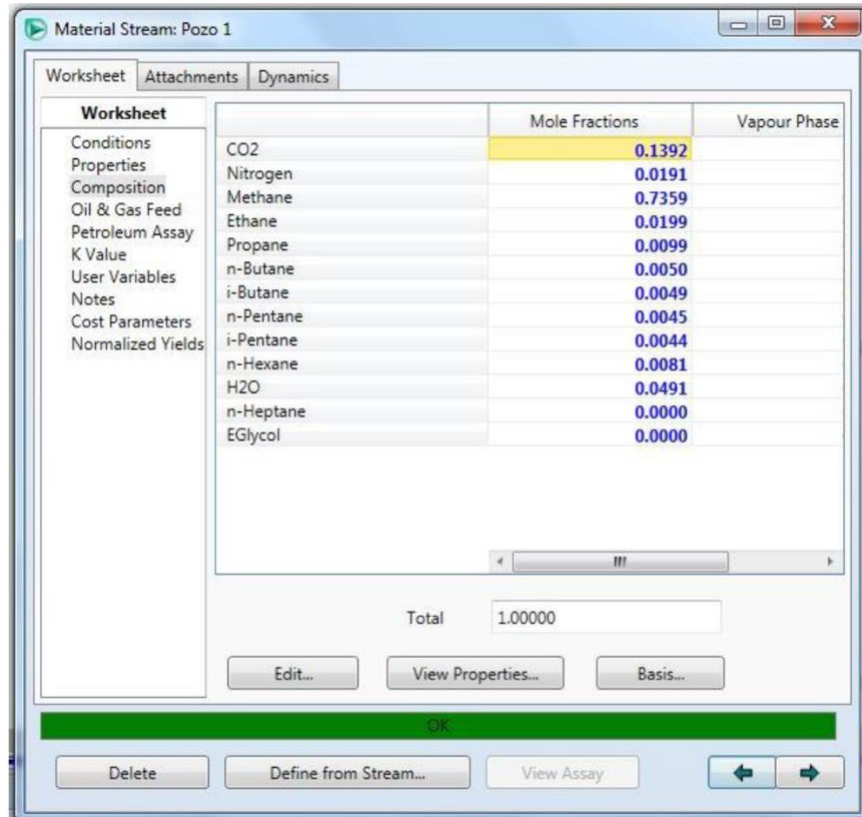 Material Stream: Pozo 1
Worksheet Attachments Dynamics
Worksheet
Conditions
Properties
Composition
Oil & Gas Feed
Petroleum Assay
K Value
User Variables
Notes
Cost Parameters
Normalized Yields
Mole Fractions Vapour Phase
CO2 0.1392
Nitrogen 0.0191
Methane 0.7359
Ethane 0.0199
Propane 0.0099
n-Butane 0.0050
i-Butane 0.0049
n-Pentane 0.0045
i-Pentane 0.0044
n-Hexane 0.0081
H2O 0.0491
n-Heptane 0.0000
EGlycol 0.0000
Total 1.00000
Edit... View Properties... Basis...
OK
Delete Define from Stream... View Assay